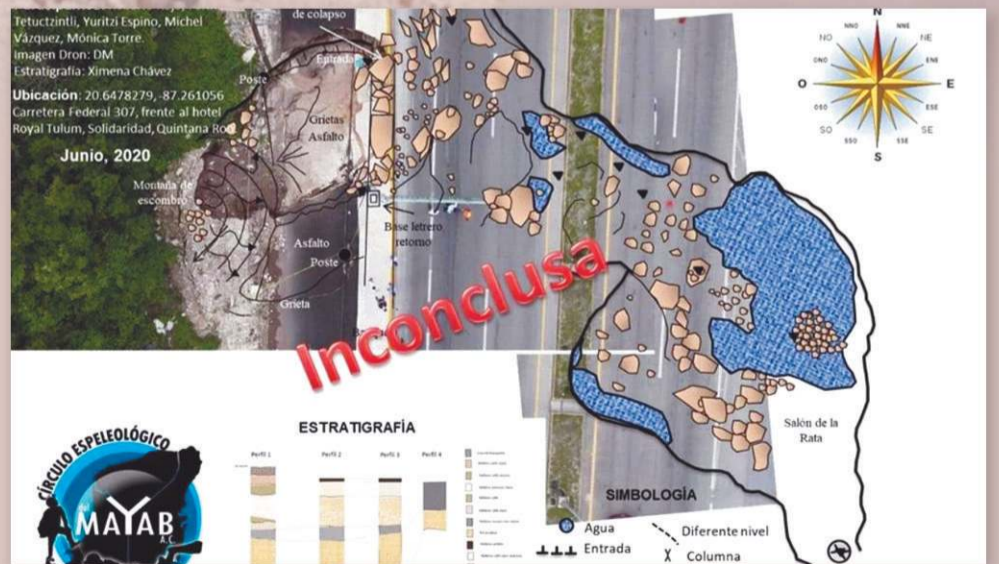 Tetuctzintli, Yuritzi Espino, Michel
Vázquez, Mónica Torre.
Imagen Dron: DM
Estratigrafía: Ximena Chávez
Ubicación: 20.6478279,-87.261056
Carretera Federal 307, frente al hotel
Royal Tulum, Solidaridad, Quintana Roo
Junio, 2020
de colapso
Entrada
Poste
Grietas
Asfalto
Montaña de
escombro
Base letrero
retorno
Asfalto
Poste
Grieta
Inconclusa
N
NNO
NNE
NO
NE
ONO
ENE
O
E
OSO
ESE
SO
SE
SSO
SSE
S
Salón de la
Rata
ESTRATIGRAFÍA
Perfil 1
Perfil 2
Perfil 3
Perfil 4
SIMBOLOGÍA
Agua
Diferente nivel
Entrada
Columna
CÍRCULO ESPELEOLÓGICO
MAYAB
A.C.